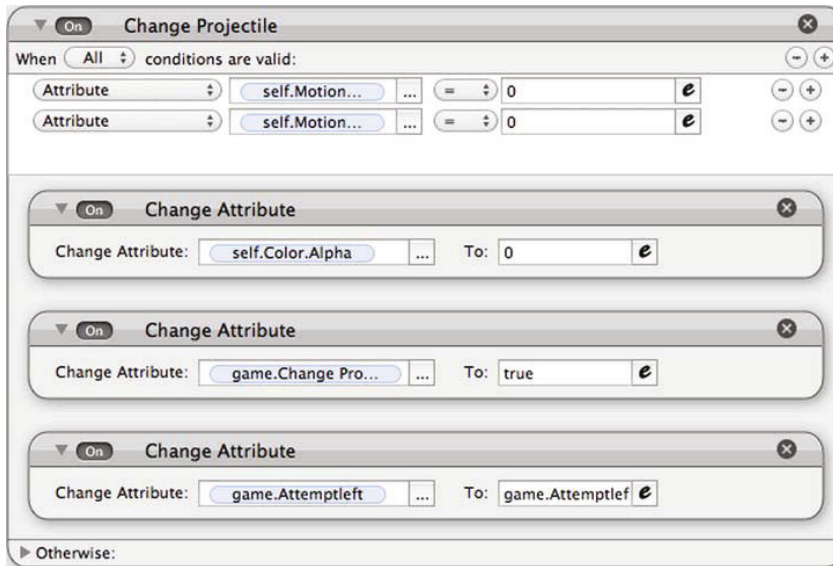 On Change Projectile
When All conditions are valid:
Attribute self.Motion... ... = 0 e
Attribute self.Motion... ... = 0 e
On Change Attribute
Change Attribute: self.Color.Alpha ... To: 0 e
On Change Attribute
Change Attribute: game.Change Pro... ... To: true e
On Change Attribute
Change Attribute: game.Attemptleft ... To: game.Attemptlef e
Otherwise: